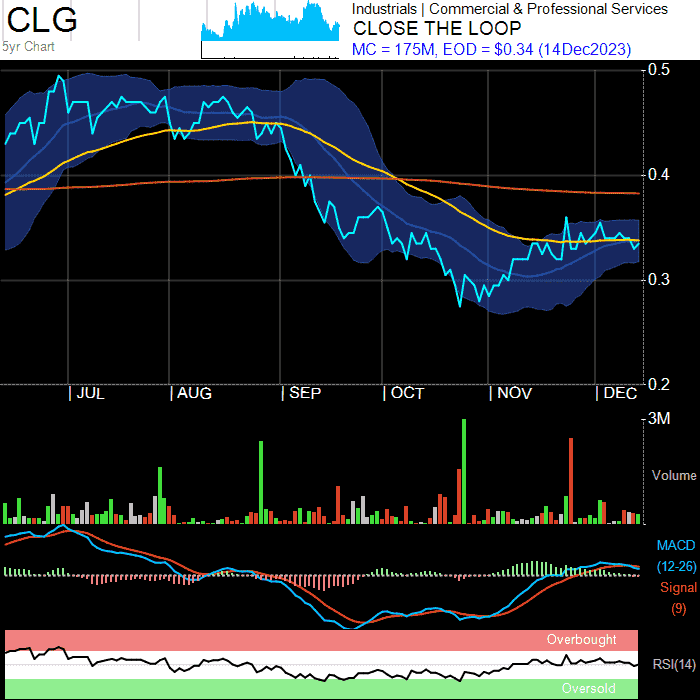 CLG
5yr Chart
Industrials | Commercial & Professional Services
CLOSE THE LOOP
MC = 175M, EOD = $0.34 (14Dec2023)
0.5
0.4
0.3
0.2
JUL
AUG
SEP
OCT
NOV
DEC
3M
Volume
MACD
(12-26)
Signal
(9)
Overbought
RSI(14)
Oversold